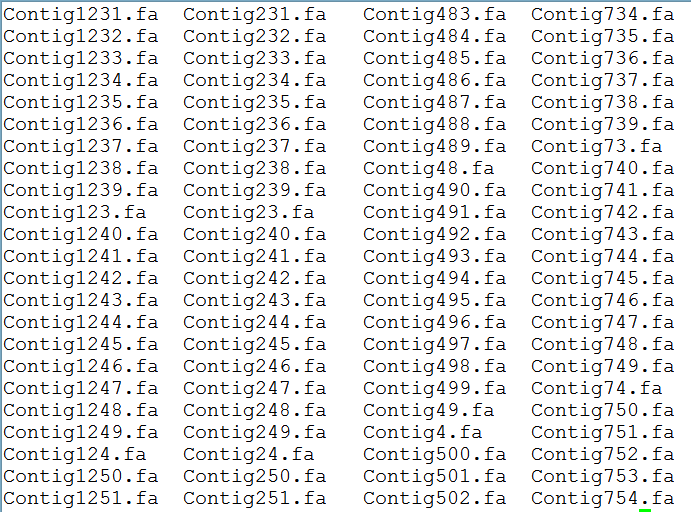 Contig1231.fa  Contig231.fa   Contig483.fa  Contig734.fa
Contig1232.fa  Contig232.fa   Contig484.fa  Contig735.fa
Contig1233.fa  Contig233.fa   Contig485.fa  Contig736.fa
Contig1234.fa  Contig234.fa   Contig486.fa  Contig737.fa
Contig1235.fa  Contig235.fa   Contig487.fa  Contig738.fa
Contig1236.fa  Contig236.fa   Contig488.fa  Contig739.fa
Contig1237.fa  Contig237.fa   Contig489.fa  Contig73.fa
Contig1238.fa  Contig238.fa   Contig48.fa   Contig740.fa
Contig1239.fa  Contig239.fa   Contig490.fa  Contig741.fa
Contig123.fa   Contig23.fa    Contig491.fa  Contig742.fa
Contig1240.fa  Contig240.fa   Contig492.fa  Contig743.fa
Contig1241.fa  Contig241.fa   Contig493.fa  Contig744.fa
Contig1242.fa  Contig242.fa   Contig494.fa  Contig745.fa
Contig1243.fa  Contig243.fa   Contig495.fa  Contig746.fa
Contig1244.fa  Contig244.fa   Contig496.fa  Contig747.fa
Contig1245.fa  Contig245.fa   Contig497.fa  Contig748.fa
Contig1246.fa  Contig246.fa   Contig498.fa  Contig749.fa
Contig1247.fa  Contig247.fa   Contig499.fa  Contig74.fa
Contig1248.fa  Contig248.fa   Contig49.fa   Contig750.fa
Contig1249.fa  Contig249.fa   Contig4.fa    Contig751.fa
Contig124.fa   Contig24.fa    Contig500.fa  Contig752.fa
Contig1250.fa  Contig250.fa   Contig501.fa  Contig753.fa
Contig1251.fa  Contig251.fa   Contig502.fa  Contig754.fa